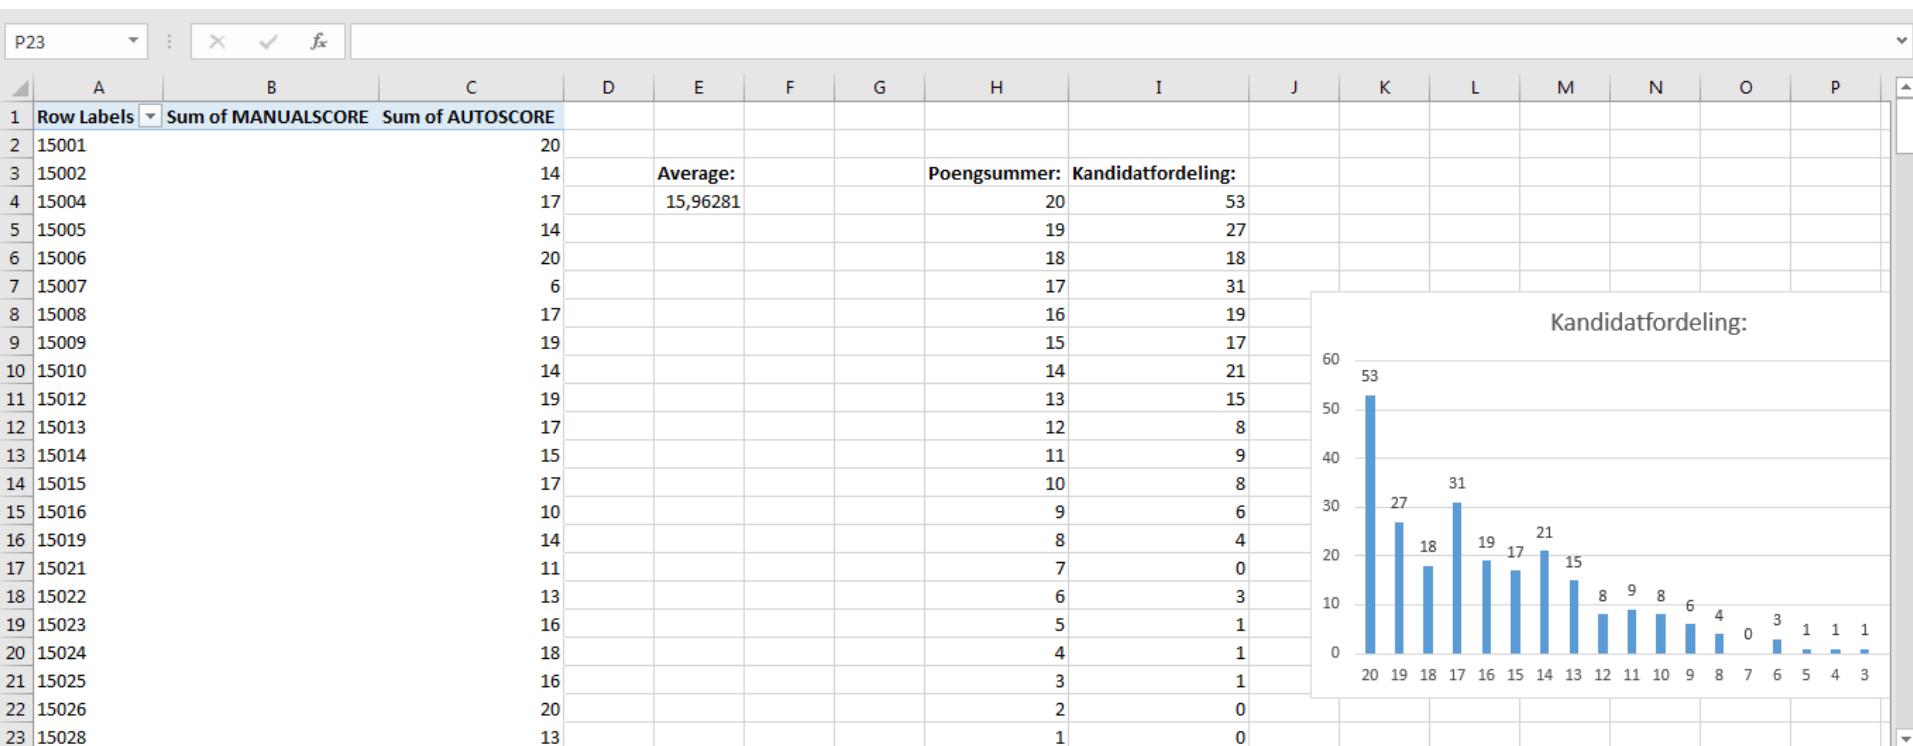 P23 fx
A B C D E F G H I J K L M N O P
1 Row Labels Sum of MANUALSCORE Sum of AUTOSCORE
2 15001 20
3 15002 14 Average: Poengsummer: Kandidatfordeling:
4 15004 17 15,96281 20 53
5 15005 14 19 27
6 15006 20 18 18
7 15007 6 17 31
8 15008 17 16 19
9 15009 19 15 17
10 15010 14 14 21
11 15012 19 13 15
12 15013 17 12 8
13 15014 15 11 9
14 15015 17 10 8
15 15016 10 9 6
16 15019 14 8 4
17 15021 11 7 0
18 15022 13 6 3
19 15023 16 5 1
20 15024 18 4 1
21 15025 16 3 1
22 15026 20 2 0
23 15028 13 1 0
Kandidatfordeling:
60
50
40
30
20
10
0
53 27 18 31 19 17 21 15 8 9 8 6 4 0 3 1 1 1
20 19 18 17 16 15 14 13 12 11 10 9 8 7 6 5 4 3